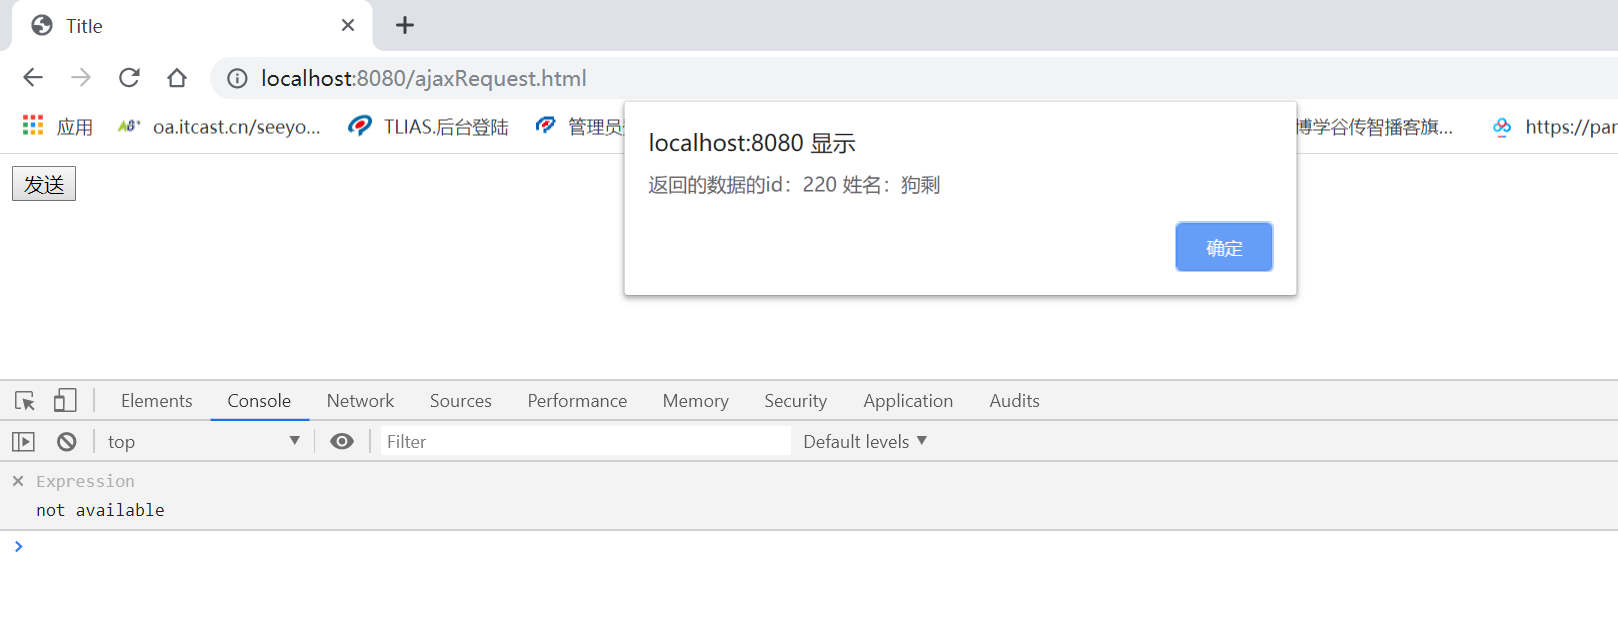 Title
localhost:8080/ajaxRequest.html
应用 oa.itcast.cn/seeyo... TLIAS.后台登陆 管理员 博学谷传智播客旗... https://par
localhost:8080 显示
返回的数据的id：220 姓名：狗剩
确定
发送
Elements Console Network Sources Performance Memory Security Application Audits
top Filter Default levels
Expression
not available